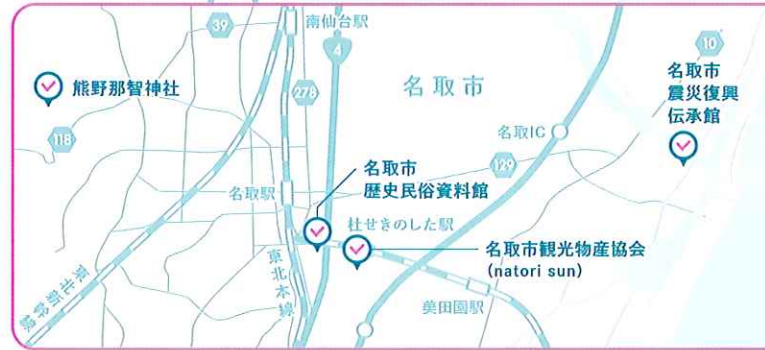 39
南仙台駅
4
10
熊野那智神社
278
名取市
名取市
震災復興
伝承館
118
名取IC
129
名取市
歴史民俗資料館
名取駅
杜せきのした駅
名取市観光物産協会
(natori sun)
東北本線
東北新幹線
美田園駅